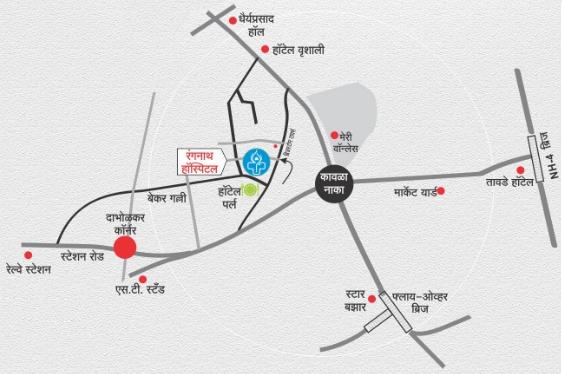 धैर्यप्रसाद
हॉल
हॉटेल वृशाली
मेरी
वॉन्लेस
रंगनाथ
हॉस्पिटल
कावळा
नाका
हॉटेल
पर्ल
बेकर गल्ली
मार्केट यार्ड
तावडे हॉटेल
NH-4 ब्रिज
दाभोळकर
कॉर्नर
स्टेशन रोड
रेल्वे स्टेशन
एस.टी. स्टँड
स्टार
बझार
फ्लाय-ओव्हर
ब्रिज